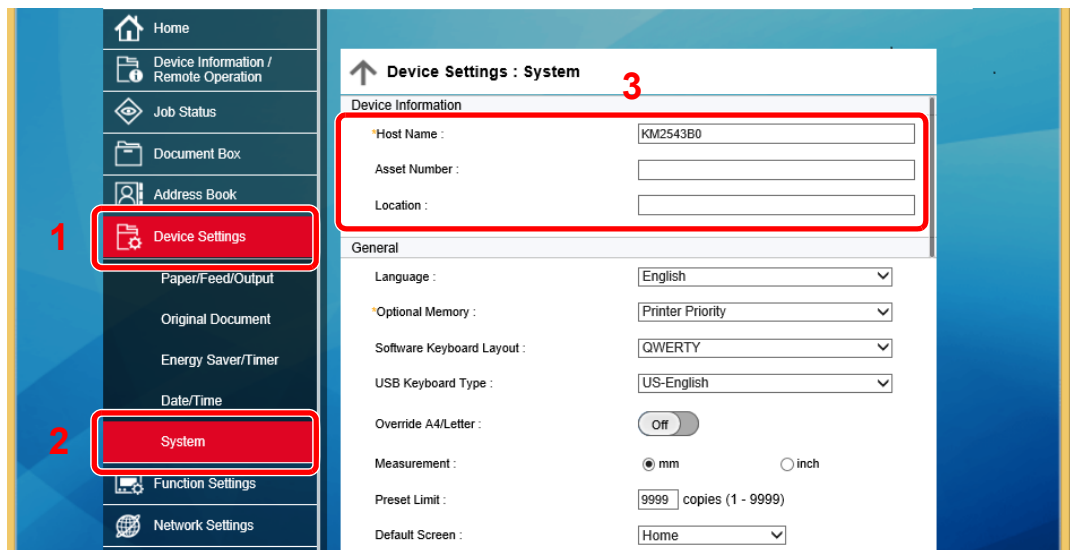 Home
Device Information /
Remote Operation
Job Status
Document Box
Address Book
1
Device Settings
Paper/Feed/Output
Original Document
Energy Saver/Timer
Date/Time
2
System
Function Settings
Network Settings
Device Settings : System
3
Device Information
*Host Name : KM2543B0
Asset Number :
Location :
General
Language : English
*Optional Memory : Printer Priority
Software Keyboard Layout : QWERTY
USB Keyboard Type : US-English
Override A4/Letter : Off
Measurement : mm inch
Preset Limit : 9999 copies (1 - 9999)
Default Screen : Home